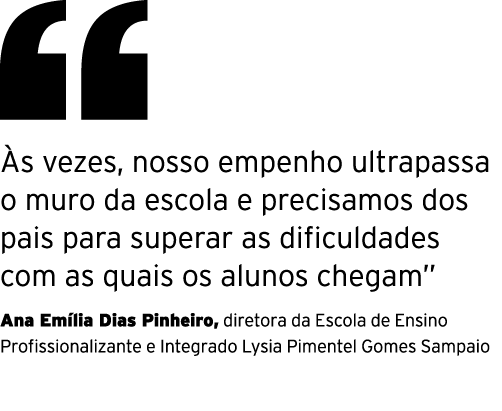 “
Às vezes, nosso empenho ultrapassa
o muro da escola e precisamos dos
pais para superar as dificuldades
com as quais os alunos chegam”
Ana Emília Dias Pinheiro, diretora da Escola de Ensino
Profissionalizante e Integrado Lysia Pimentel Gomes Sampaio